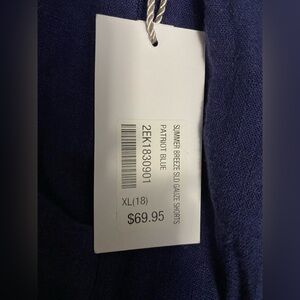 SUMMER BREEZE SLD GAUZE SHORTS
PATRIOT BLUE
2EK1830901
XL(18)
$69.95